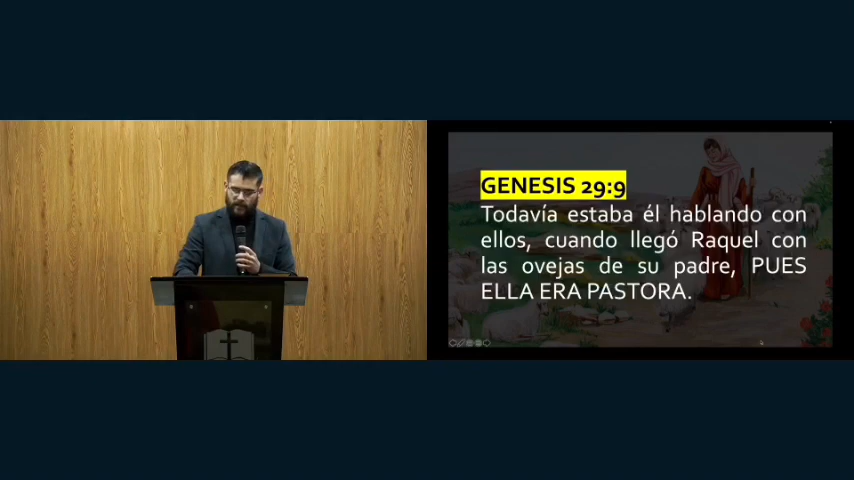 GENESIS 29:9
Todavía estaba él hablando con
ellos, cuando llegó Raquel con
las ovejas de su padre, PUES
ELLA ERA PASTORA.